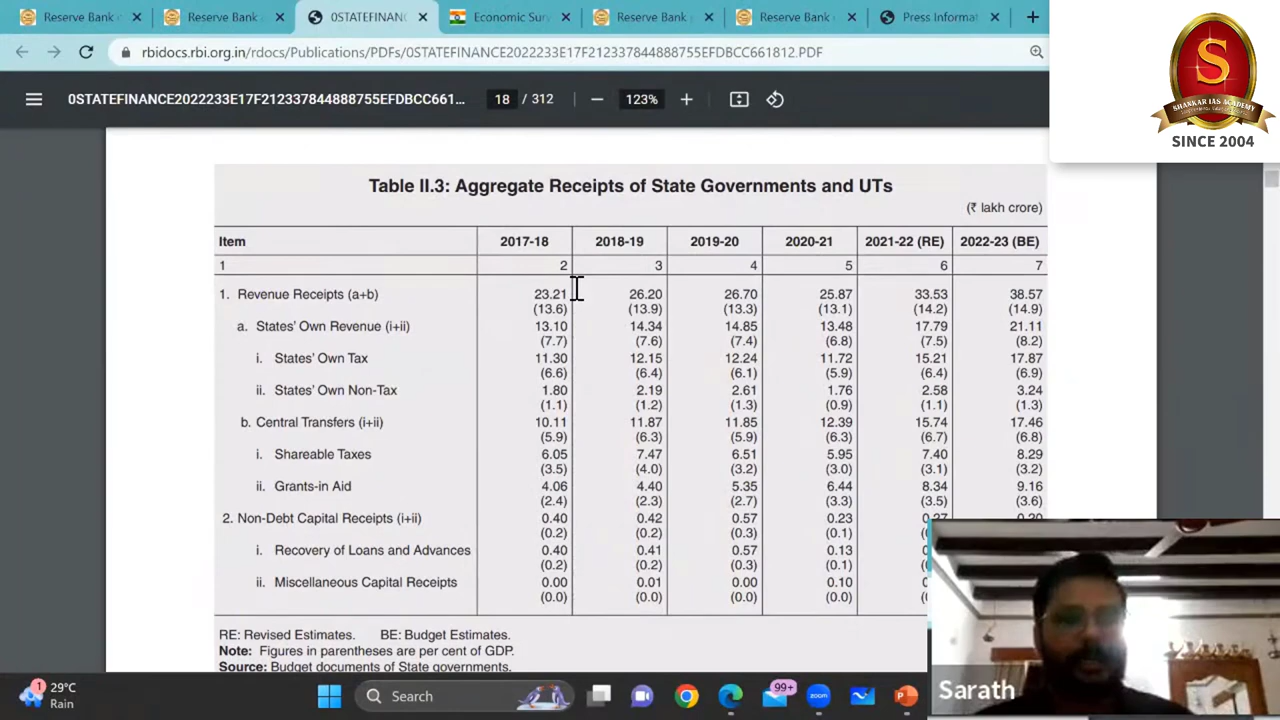 Reserve Bank
Reserve Bank
0STATEFINAN
Economic Sur
Reserve Bank
Reserve Bank
Press Informat
rbidocs.rbi.org.in/rdocs/Publications/PDFs/0STATEFINANCE2022233E17F212337844888755EFDBCC661812.PDF
0STATEFINANCE2022233E17F212337844888755EFDBCC661... 18 / 312 123%
S
SHANKAR IAS ACADEMY
SINCE 2004
Table II.3: Aggregate Receipts of State Governments and UTs
(₹ lakh crore)
Item 2017-18 2018-19 2019-20 2020-21 2021-22 (RE) 2022-23 (BE)
1 2 3 4 5 6 7
1. Revenue Receipts (a+b) 23.21 26.20 26.70 25.87 33.53 38.57
(13.6) (13.9) (13.3) (13.1) (14.2) (14.9)
a. States' Own Revenue (i+ii) 13.10 14.34 14.85 13.48 17.79 21.11
(7.7) (7.6) (7.4) (6.8) (7.5) (8.2)
i. States' Own Tax 11.30 12.15 12.24 11.72 15.21 17.87
(6.6) (6.4) (6.1) (5.9) (6.4) (6.9)
ii. States' Own Non-Tax 1.80 2.19 2.61 1.76 2.58 3.24
(1.1) (1.2) (1.3) (0.9) (1.1) (1.3)
b. Central Transfers (i+ii) 10.11 11.87 11.85 12.39 15.74 17.46
(5.9) (6.3) (5.9) (6.3) (6.7) (6.8)
i. Shareable Taxes 6.05 7.47 6.51 5.95 7.40 8.29
(3.5) (4.0) (3.2) (3.0) (3.1) (3.2)
ii. Grants-in Aid 4.06 4.40 5.35 6.44 8.34 9.16
(2.4) (2.3) (2.7) (3.3) (3.5) (3.6)
2. Non-Debt Capital Receipts (i+ii) 0.40 0.42 0.57 0.23
(0.2) (0.2) (0.3) (0.1)
i. Recovery of Loans and Advances 0.40 0.41 0.57 0.13
(0.2) (0.2) (0.3) (0.1)
ii. Miscellaneous Capital Receipts 0.00 0.01 0.00 0.10
(0.0) (0.0) (0.0) (0.0)
RE: Revised Estimates. BE: Budget Estimates.
Note: Figures in parentheses are per cent of GDP.
Source: Budget documents of State governments.
Sarath
1
29°C
Rain
Search
99+
zoom